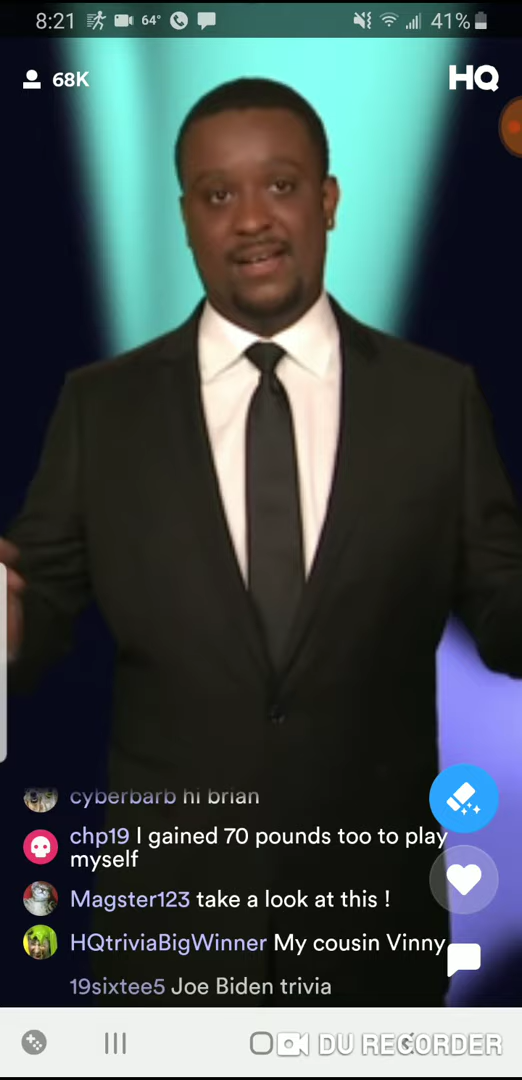 8:21 64° 41%
68K HQ
cyberbarb hi brian
chp19 I gained 70 pounds too to play
myself
Magster123 take a look at this !
HQtriviaBigWinner My cousin Vinny
19sixtee5 Joe Biden trivia
DU RECORDER